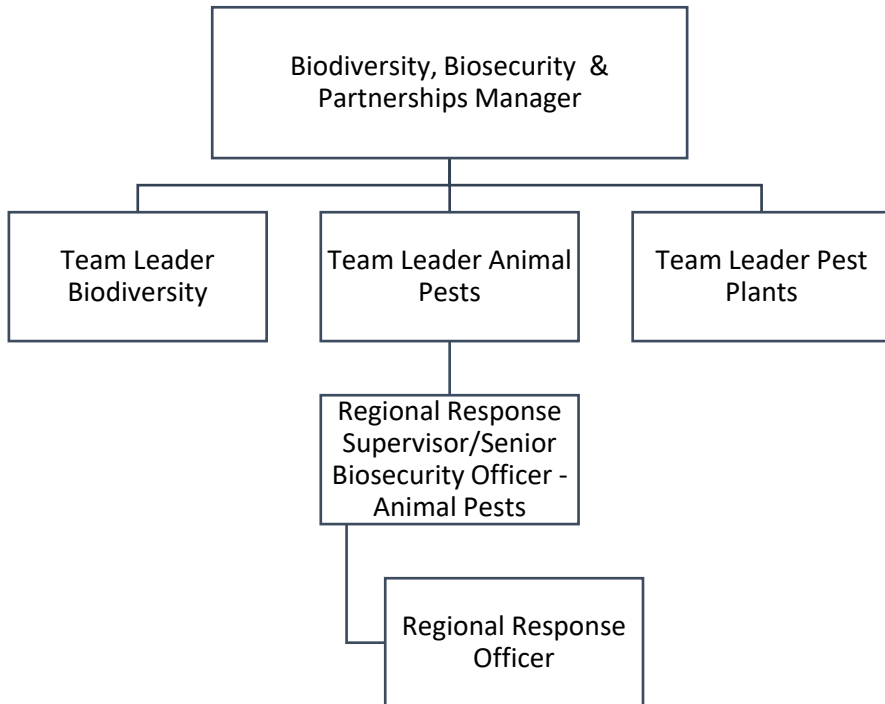 Biodiversity, Biosecurity &
Partnerships Manager
Team Leader
Biodiversity
Team Leader Animal
Pests
Team Leader Pest
Plants
Regional Response
Supervisor/Senior
Biosecurity Officer -
Animal Pests
Regional Response
Officer